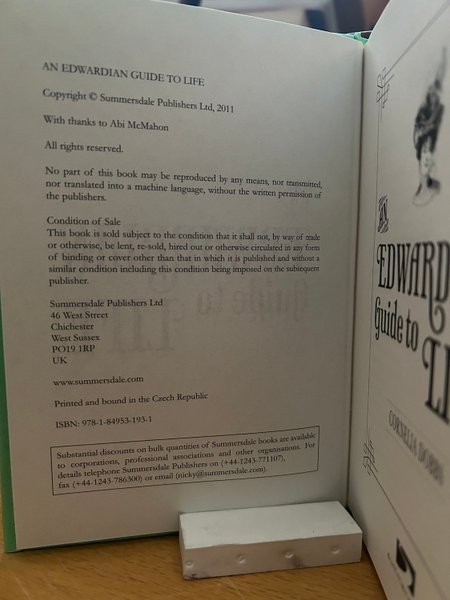 AN EDWARDIAN GUIDE TO LIFE
Copyright © Summersdale Publishers Ltd, 2011
With thanks to Abi McMahon
All rights reserved.
No part of this book may be reproduced by any means, nor transmitted,
nor translated into a machine language, without the written permission of
the publishers.
Condition of Sale
This book is sold subject to the condition that it shall not, by way of trade
or otherwise, be lent, re-sold, hired out or otherwise circulated in any form
of binding or cover other than that in which it is published and without a
similar condition including this condition being imposed on the subsequent
publisher.
Summersdale Publishers Ltd
46 West Street
Chichester
West Sussex
PO19 1RP
UK
www.summersdale.com
Printed and bound in the Czech Republic
ISBN: 978-1-84953-193-1
Substantial discounts on bulk quantities of Summersdale books are available
to corporations, professional associations and other organisations. For
details telephone Summersdale Publishers on (+44-1243-771107),
fax (+44-1243-786300) or email (nicky@summersdale.com).
EDWARD
Guide to
LI
CORNELIA